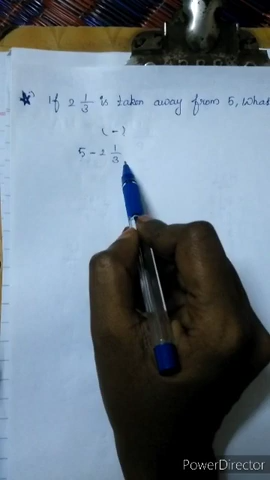 ★ If 2 1/3 is taken away from 5, What
(-)
5 - 2 1/3
PowerDirector